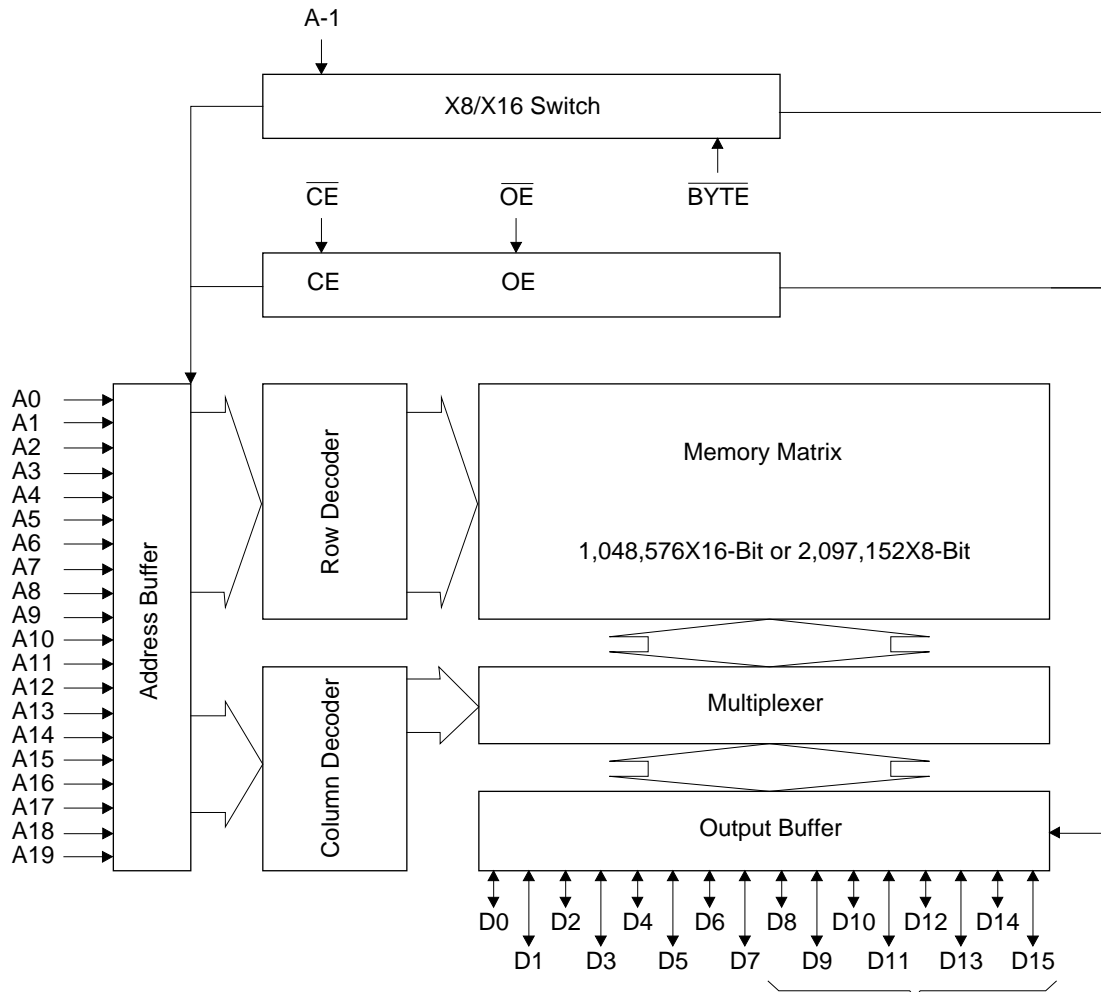 A-1
X8/X16 Switch
CE
OE
BYTE
CE
OE
A0
A1
A2
A3
A4
A5
A6
A7
A8
A9
A10
A11
A12
A13
A14
A15
A16
A17
A18
A19
Address Buffer
Row Decoder
Column Decoder
Memory Matrix
1,048,576X16-Bit or 2,097,152X8-Bit
Multiplexer
Output Buffer
D0 D2 D4 D6 D8 D10 D12 D14
D1 D3 D5 D7 D9 D11 D13 D15